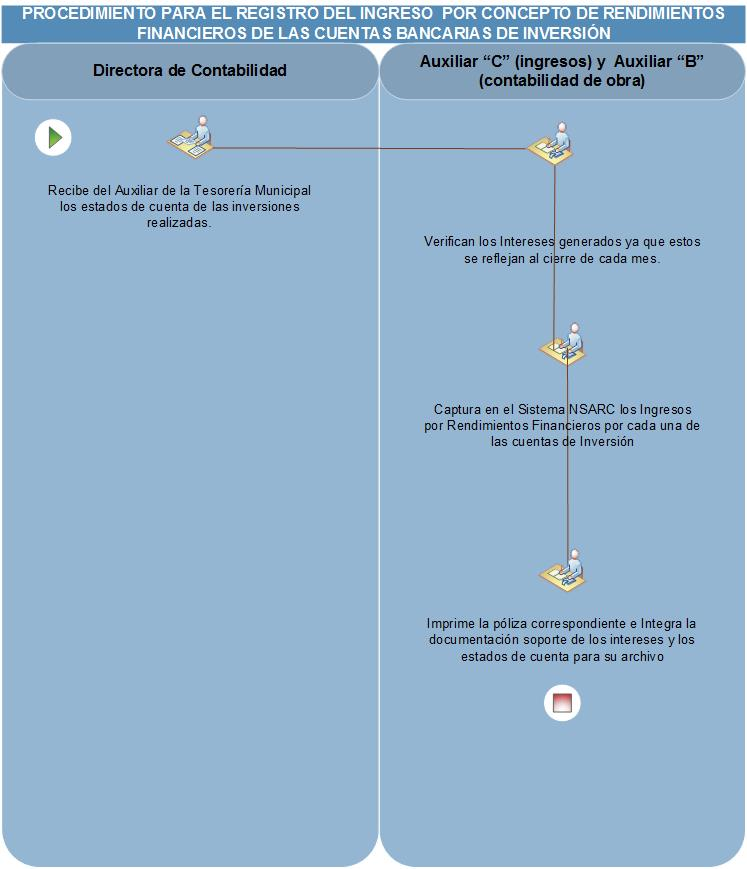 PROCEDIMIENTO PARA EL REGISTRO DEL INGRESO POR CONCEPTO DE RENDIMIENTOS
FINANCIEROS DE LAS CUENTAS BANCARIAS DE INVERSIÓN
Directora de Contabilidad
Auxiliar “C” (ingresos) y Auxiliar “B”
(contabilidad de obra)
Recibe del Auxiliar de la Tesorería Municipal
los estados de cuenta de las inversiones
realizadas.
Verifican los Intereses generados ya que estos
se reflejan al cierre de cada mes.
Captura en el Sistema NSARC los Ingresos
por Rendimientos Financieros por cada una de
las cuentas de Inversión
Imprime la póliza correspondiente e Integra la
documentación soporte de los intereses y los
estados de cuenta para su archivo